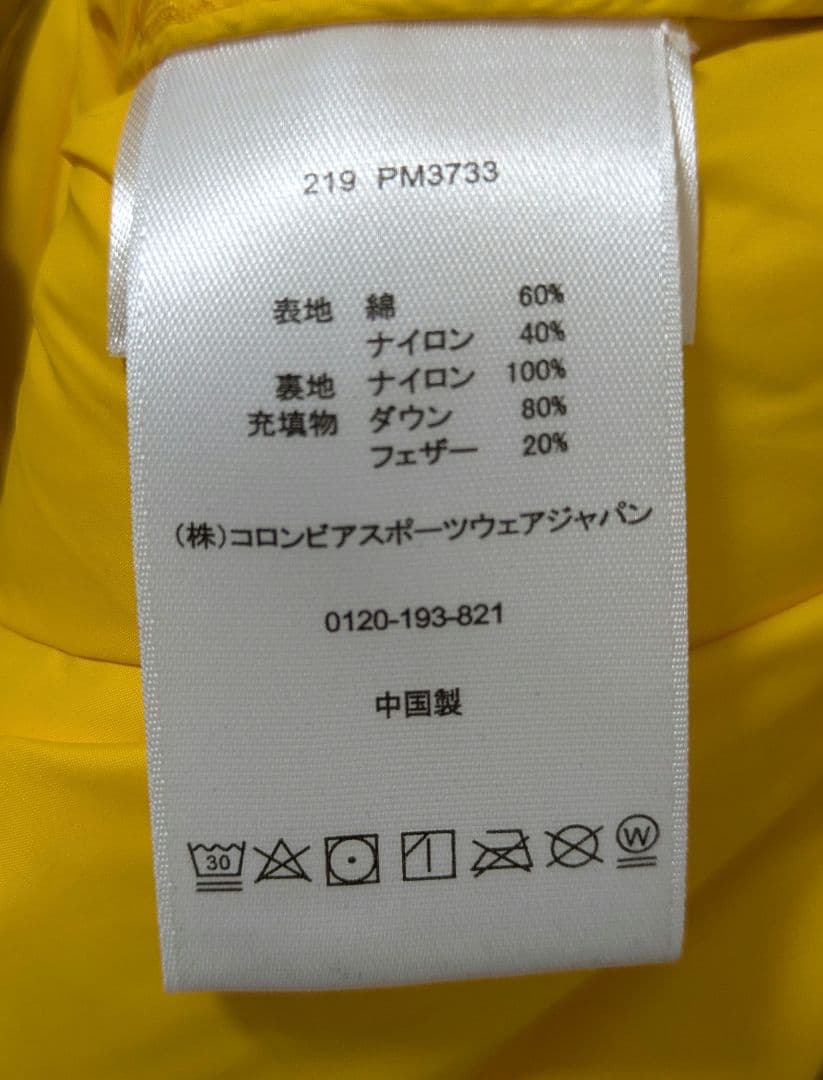 219 PM3733
表地 綿 60%
ナイロン 40%
裏地 ナイロン 100%
充填物 ダウン 80%
フェザー 20%
(株)コロンビアスポーツウェアジャパン
0120-193-821
中国製
30 W